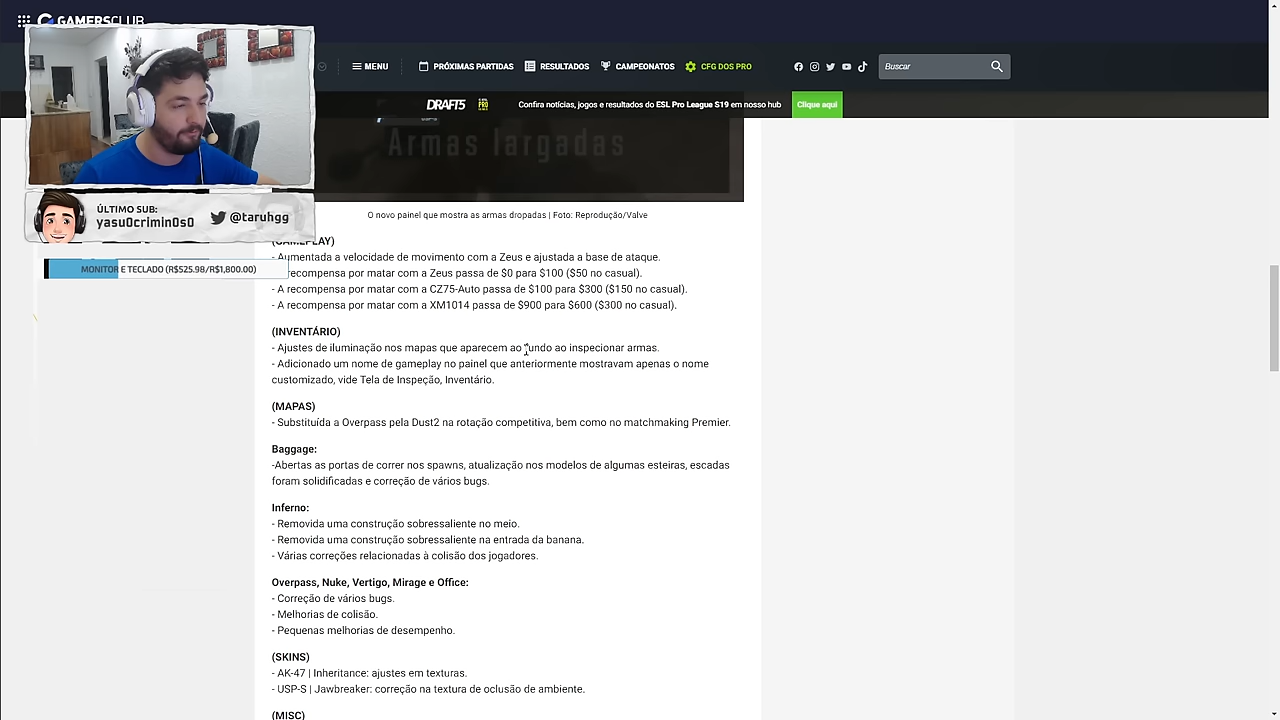 GAMERSCLUB
MENU
PRÓXIMAS PARTIDAS
RESULTADOS
CAMPEONATOS
CFG DOS PRO
Buscar
DRAFT5
PRO
Confira notícias, jogos e resultados do ESL Pro League S19 em nosso hub
Clique aqui
Armas largadas
ÚLTIMO SUB:
yasu0crimin0s0
@taruhgg
O novo painel que mostra as armas dropadas | Foto: Reprodução/Valve
MONITOR E TECLADO (R$525.98/R$1,800.00)
(GAMEPLAY)
- Aumentada a velocidade de movimento com a Zeus e ajustada a base de ataque.
recompensa por matar com a Zeus passa de $0 para $100 ($50 no casual).
- A recompensa por matar com a CZ75-Auto passa de $100 para $300 ($150 no casual).
- A recompensa por matar com a XM1014 passa de $900 para $600 ($300 no casual).
(INVENTÁRIO)
- Ajustes de iluminação nos mapas que aparecem ao fundo ao inspecionar armas.
- Adicionado um nome de gameplay no painel que anteriormente mostravam apenas o nome
customizado, vide Tela de Inspeção, Inventário.
(MAPAS)
- Substituída a Overpass pela Dust2 na rotação competitiva, bem como no matchmaking Premier.
Baggage:
-Abertas as portas de correr nos spawns, atualização nos modelos de algumas esteiras, escadas
foram solidificadas e correção de vários bugs.
Inferno:
- Removida uma construção sobressaliente no meio.
- Removida uma construção sobressaliente na entrada da banana.
- Várias correções relacionadas à colisão dos jogadores.
Overpass, Nuke, Vertigo, Mirage e Office:
- Correção de vários bugs.
- Melhorias de colisão.
- Pequenas melhorias de desempenho.
(SKINS)
- AK-47 | Inheritance: ajustes em texturas.
- USP-S | Jawbreaker: correção na textura de oclusão de ambiente.
(MISC)